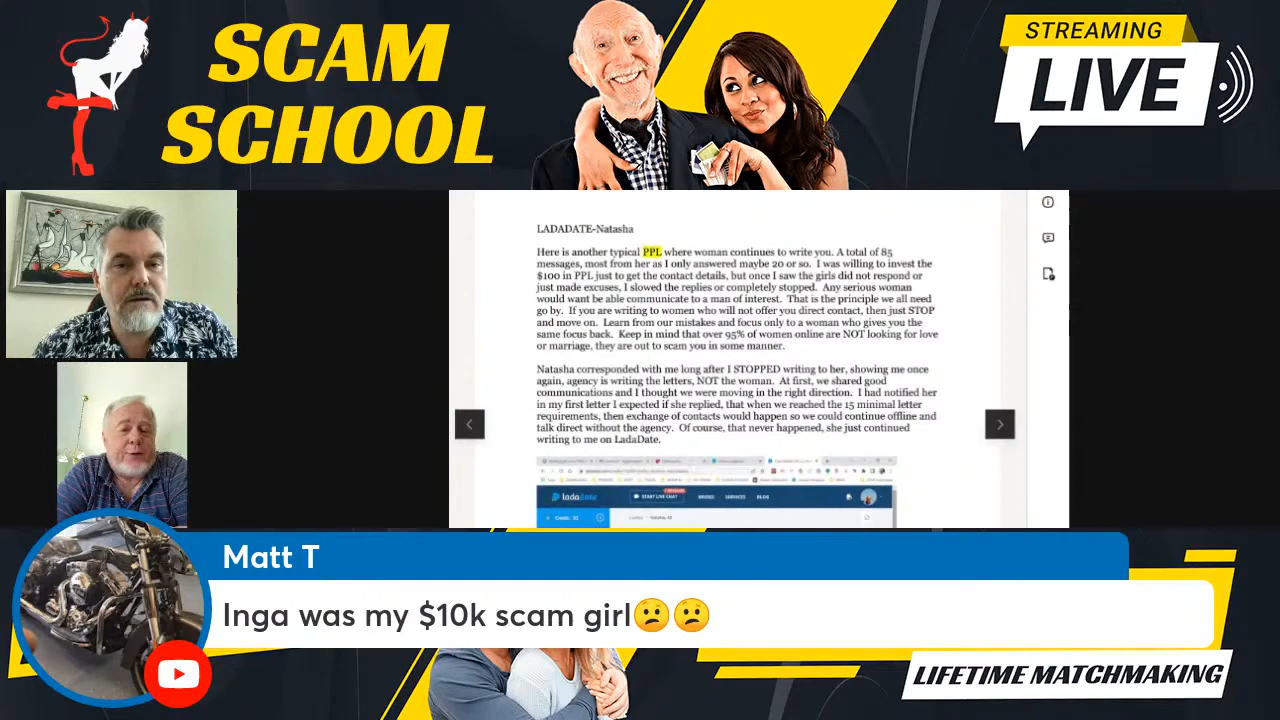 SCAM
SCHOOL
STREAMING
LIVE
LADADATE-Natasha
Here is another typical PPL where woman continues to write you. A total of 85
messages, most from her as I only answered maybe 20 or so. I was willing to invest the
$100 in PPL just to get the contact details, but once I saw the girls did not respond or
just made excuses, I slowed the replies or completely stopped. Any serious woman
would want be able communicate to a man of interest. That is the principle we all need
go by. If you are writing to women who will not offer you direct contact, then just STOP
and move on. Learn from our mistakes and focus only to a woman who gives you the
same focus back. Keep in mind that over 95% of women online are NOT looking for love
or marriage, they are out to scam you in some manner.
Natasha corresponded with me long after I STOPPED writing to her, showing me once
again, agency is writing the letters, NOT the woman. At first, we shared good
communications and I thought we were moving in the right direction. I had notified her
in my first letter I expected if she replied, that when we reached the 15 minimal letter
requirements, then exchange of contacts would happen so we could continue offline and
talk direct without the agency. Of course, that never happened, she just continued
writing to me on LadaDate.
ladadate
START LIVE CHAT
BRIDES
SERVICES
BLOG
Matt T
Inga was my $10k scam girl😟😟
LIFETIME MATCHMAKING